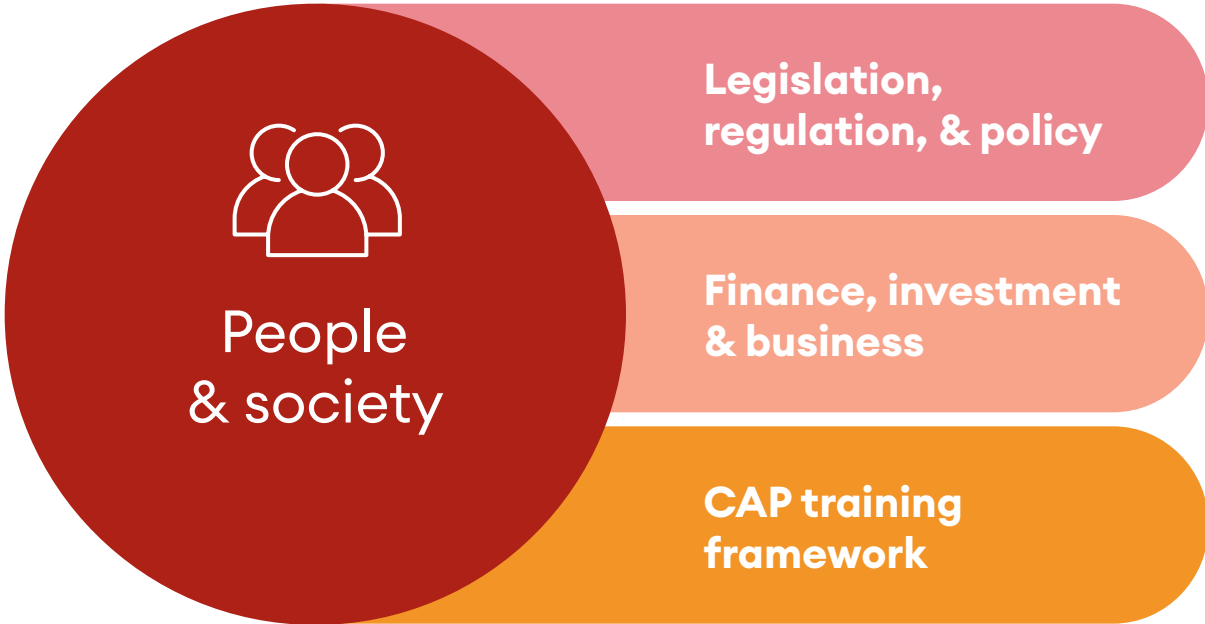 People
& society
Legislation,
regulation, & policy
Finance, investment
& business
CAP training
framework